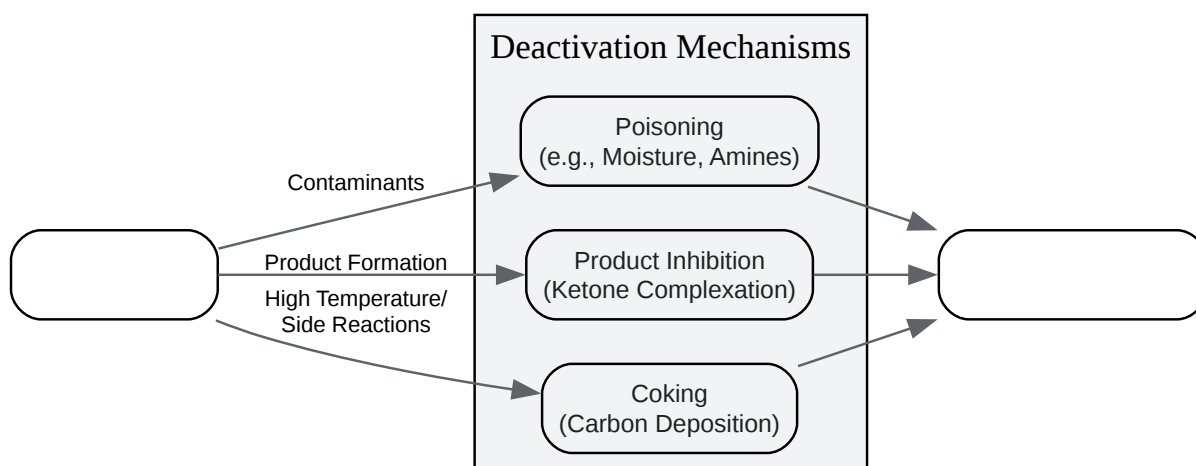 Deactivation Mechanisms
Poisoning
(e.g., Moisture, Amines)
Contaminants
Product Formation
Product Inhibition
(Ketone Complexation)
High Temperature/
Side Reactions
Coking
(Carbon Deposition)